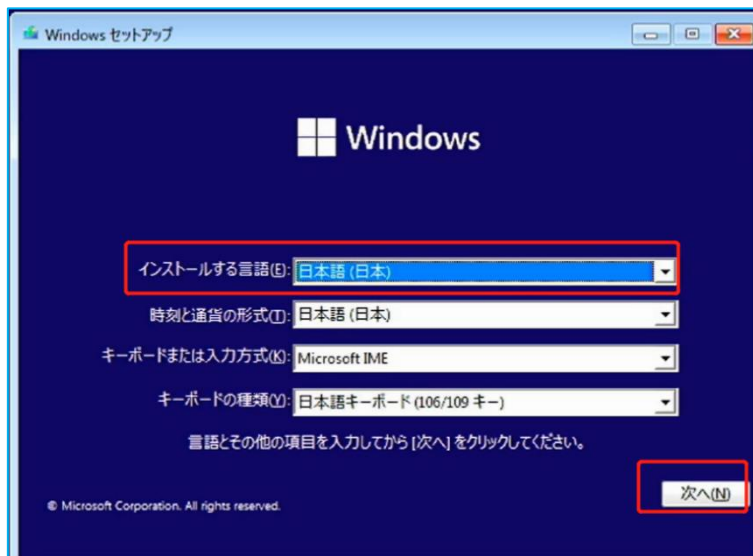 Windows セットアップ
Windows
インストールする言語(E): 日本語 (日本)
時刻と通貨の形式(T): 日本語 (日本)
キーボードまたは入力方式(K): Microsoft IME
キーボードの種類(Y): 日本語キーボード (106/109 キー)
言語とその他の項目を入力してから [次へ] をクリックしてください。
次へ(N)
© Microsoft Corporation. All rights reserved.